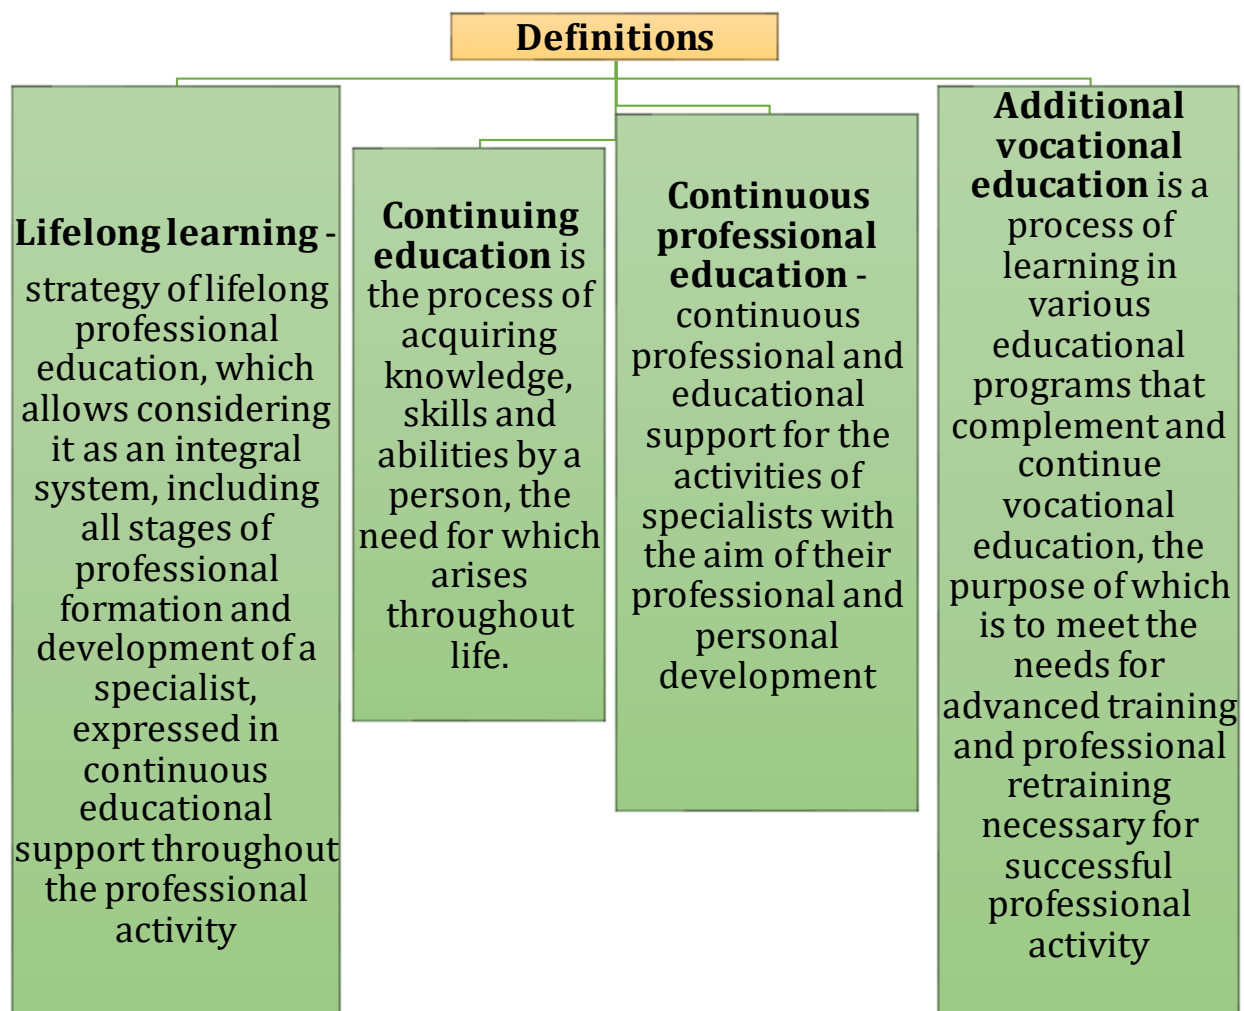 Definitions
Lifelong learning -
strategy of lifelong
professional
education, which
allows considering
it as an integral
system, including
all stages of
professional
formation and
development of a
specialist,
expressed in
continuous
educational
support throughout
the professional
activity
Continuing
education is
the process of
acquiring
knowledge,
skills and
abilities by a
person, the
need for which
arises
throughout
life.
Continuous
professional
education -
continuous
professional and
educational
support for the
activities of
specialists with
the aim of their
professional and
personal
development
Additional
vocational
education is a
process of
learning in
various
educational
programs that
complement and
continue
vocational
education, the
purpose of which
is to meet the
needs for
advanced training
and professional
retraining
necessary for
successful
professional
activity